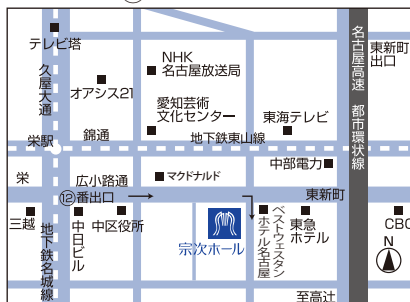 テレビ塔
久屋大通
オアシス21
NHK
名古屋放送局
名古屋高速 都市環状線
東新町
出口
愛知芸術
文化センター
東海テレビ
錦通
地下鉄東山線
栄駅
中部電力
栄
広小路通
マクドナルド
東新町
⑫番出口
三越
地下鉄名城線
中日ビル
中区役所
宗次ホール
ベストウェスタン
ホテル名古屋
東急
ホテル
CBC
N
至高辻